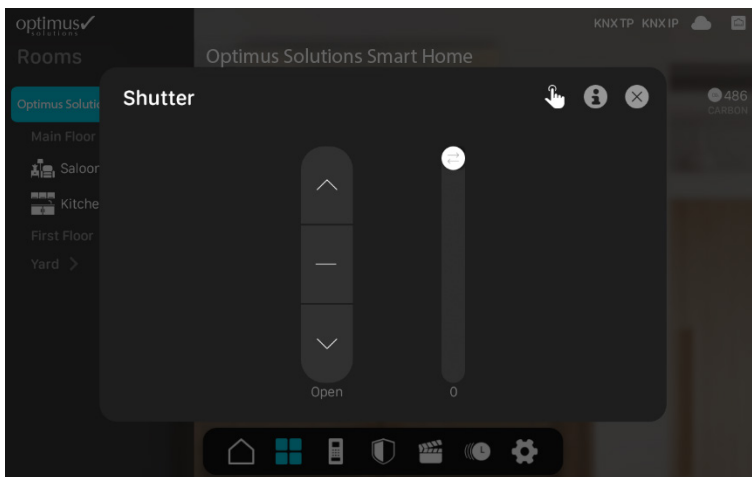 optimus
solutions
KNX TP KNX IP
Rooms
Optimus Solutions Smart Home
Shutter
486
CARBON
Optimus Solutio
Main Floor
Saloon
Kitche
First Floor
Yard >
Open
0